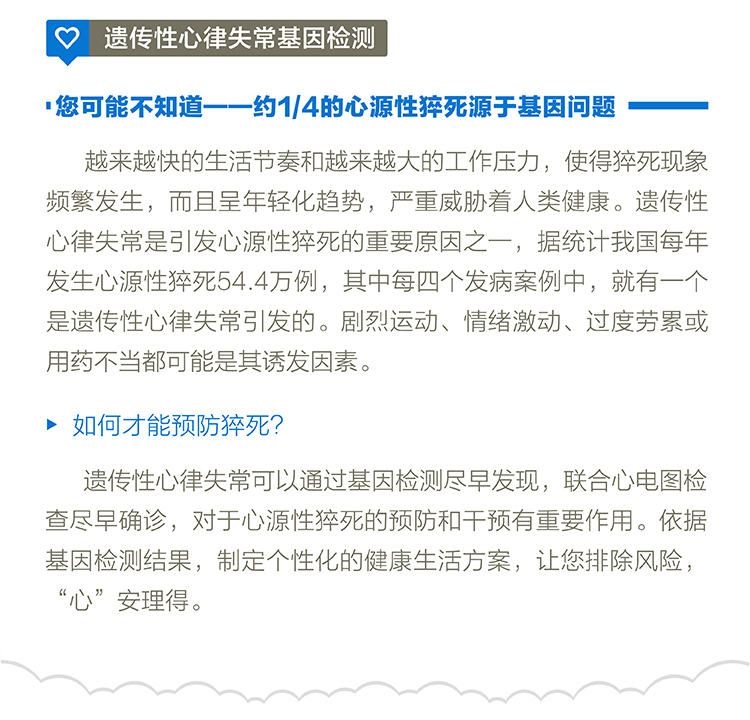 遗传性心律失常基因检测
您可能不知道——约1/4的心源性猝死源于基因问题
越来越快的生活节奏和越来越大的工作压力，使得猝死现象
频繁发生，而且呈年轻化趋势，严重威胁着人类健康。遗传性
心律失常是引发心源性猝死的重要原因之一，据统计我国每年
发生心源性猝死54.4万例，其中每四个发病案例中，就有一个
是遗传性心律失常引发的。剧烈运动、情绪激动、过度劳累或
用药不当都可能是其诱发因素。
如何才能预防猝死？
遗传性心律失常可以通过基因检测尽早发现，联合心电图检
查尽早确诊，对于心源性猝死的预防和干预有重要作用。依据
基因检测结果，制定个性化的健康生活方案，让您排除风险，
“心”安理得。